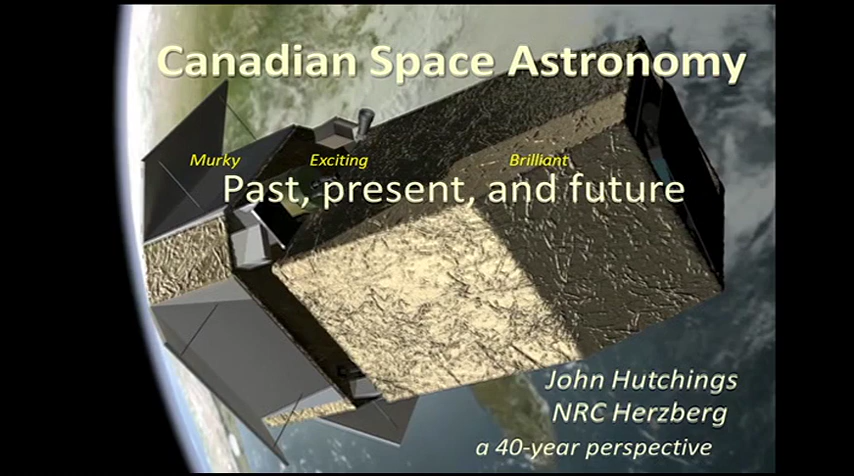 Canadian Space Astronomy
Murky Exciting Brilliant
Past, present, and future
John Hutchings
NRC Herzberg
a 40-year perspective